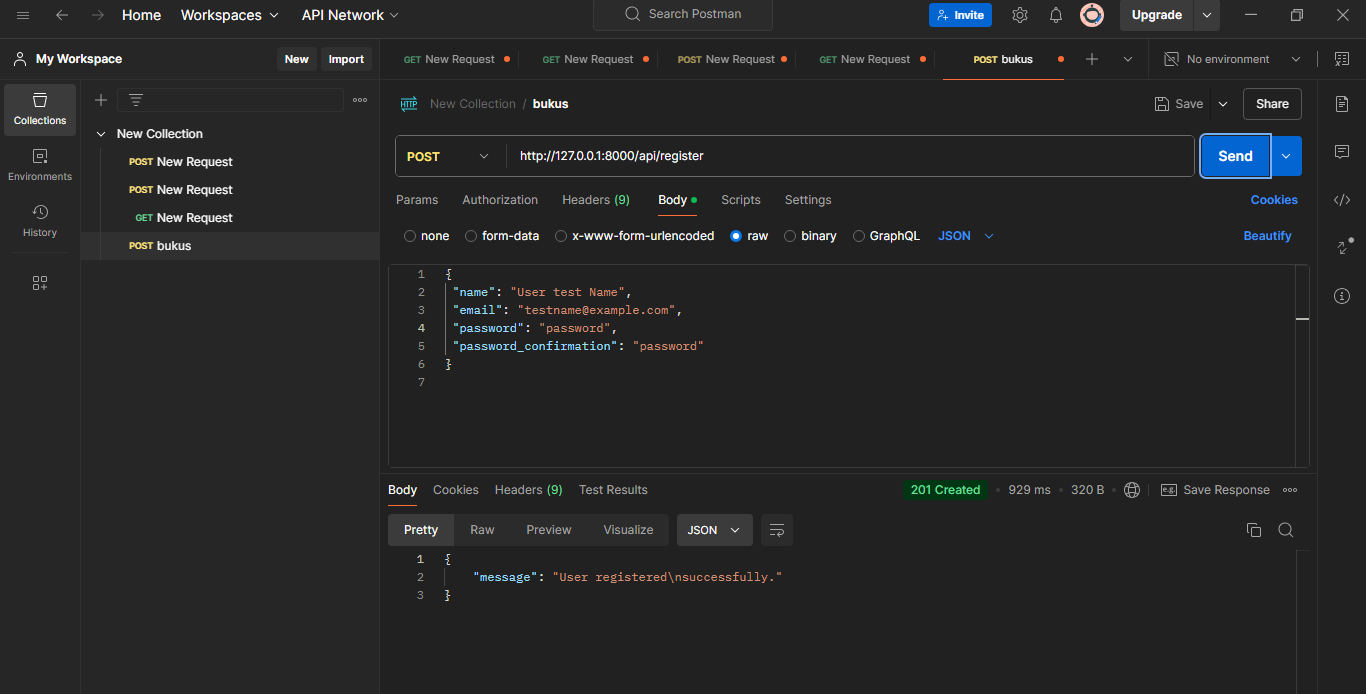 Home Workspaces API Network Search Postman Invite Upgrade
My Workspace New Import GET New Request GET New Request POST New Request GET New Request POST bukus No environment
Collections
Environments
History
New Collection
POST New Request
POST New Request
GET New Request
POST bukus
HTTP New Collection / bukus Save Share
POST http://127.0.0.1:8000/api/register Send
Params Authorization Headers (9) Body Scripts Settings Cookies
none form-data x-www-form-urlencoded raw binary GraphQL JSON Beautify
1 {
2 "name": "User test Name",
3 "email": "testname@example.com",
4 "password": "password",
5 "password_confirmation": "password"
6 }
7
Body Cookies Headers (9) Test Results 201 Created 929 ms 320 B e.g. Save Response
Pretty Raw Preview Visualize JSON
1 {
2 "message": "User registered\nsuccessfully."
3 }